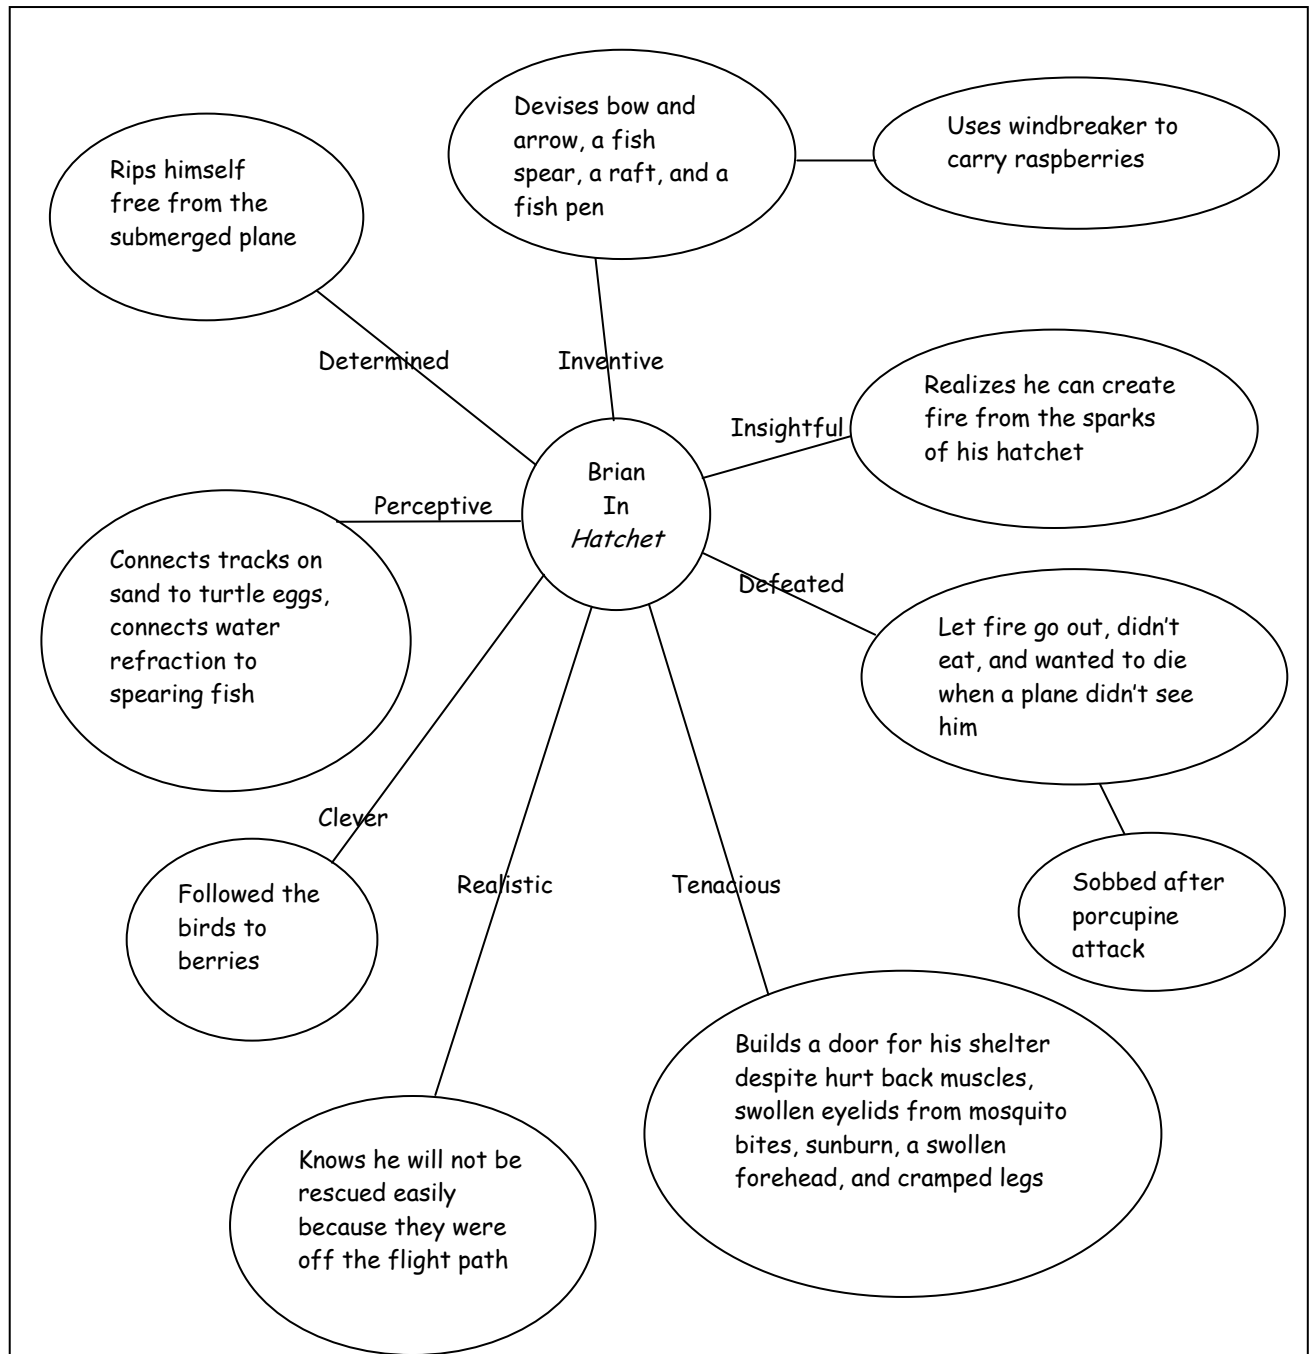 Devises bow and
arrow, a fish
spear, a raft, and a
fish pen
Uses windbreaker to
carry raspberries
Rips himself
free from the
submerged plane
Determined
Inventive
Insightful
Realizes he can create
fire from the sparks
of his hatchet
Brian
In
Hatchet
Perceptive
Connects tracks on
sand to turtle eggs,
connects water
refraction to
spearing fish
Defeated
Let fire go out, didn't
eat, and wanted to die
when a plane didn't see
him
Clever
Followed the
birds to
berries
Realistic
Tenacious
Sobbed after
porcupine
attack
Builds a door for his shelter
despite hurt back muscles,
swollen eyelids from mosquito
bites, sunburn, a swollen
forehead, and cramped legs
Knows he will not be
rescued easily
because they were
off the flight path